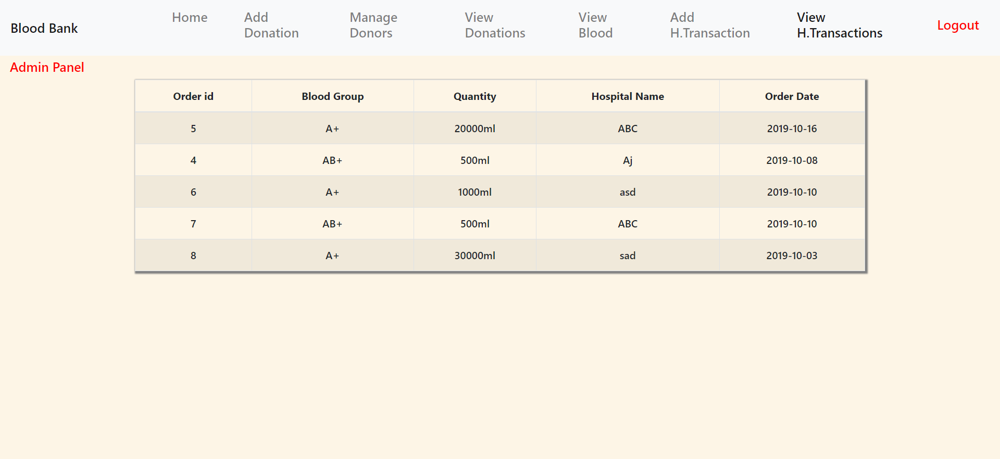 Blood Bank
Home
Add
Donation
Manage
Donors
View
Donations
View
Blood
Add
H.Transaction
View
H.Transactions
Logout
Admin Panel
Order id Blood Group Quantity Hospital Name Order Date
5 A+ 20000ml ABC 2019-10-16
4 AB+ 500ml Aj 2019-10-08
6 A+ 1000ml asd 2019-10-10
7 AB+ 500ml ABC 2019-10-10
8 A+ 30000ml sad 2019-10-03